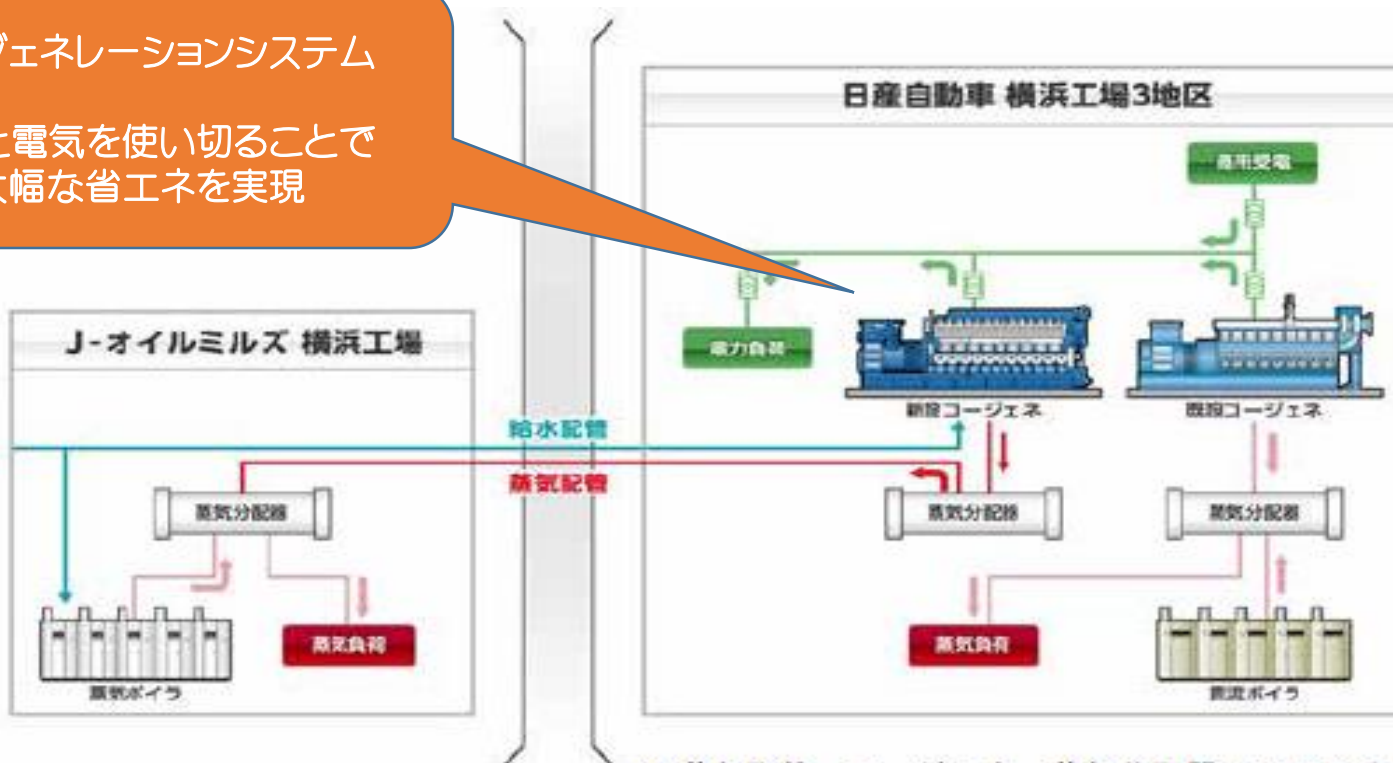 ジェネレーションシステム
と電気を使い切ることで
大幅な省エネを実現
日産自動車 横浜工場3地区
商用受電
電力負荷
新設コージェネ
既設コージェネ
J-オイルミルズ 横浜工場
給水配管
蒸気配管
蒸気分配器
蒸気分配器
蒸気分配器
蒸気負荷
蒸気負荷
蒸気ボイラ
貫流ボイラ